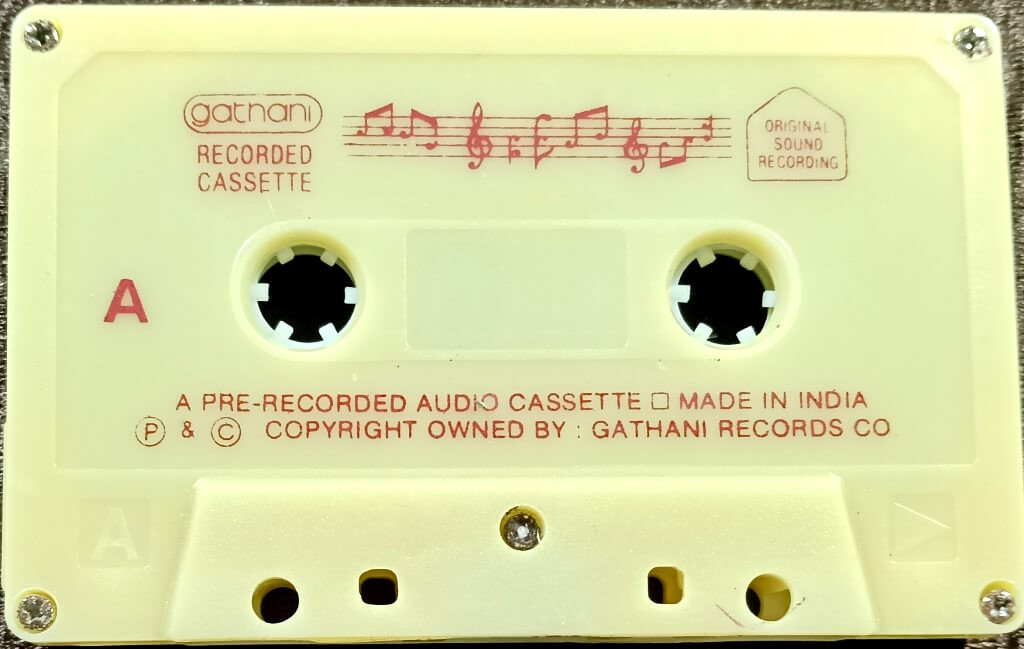 gathani
RECORDED
CASSETTE
ORIGINAL
SOUND
RECORDING
A
A PRE-RECORDED AUDIO CASSETTE □ MADE IN INDIA
Ⓟ & © COPYRIGHT OWNED BY : GATHANI RECORDS CO
A